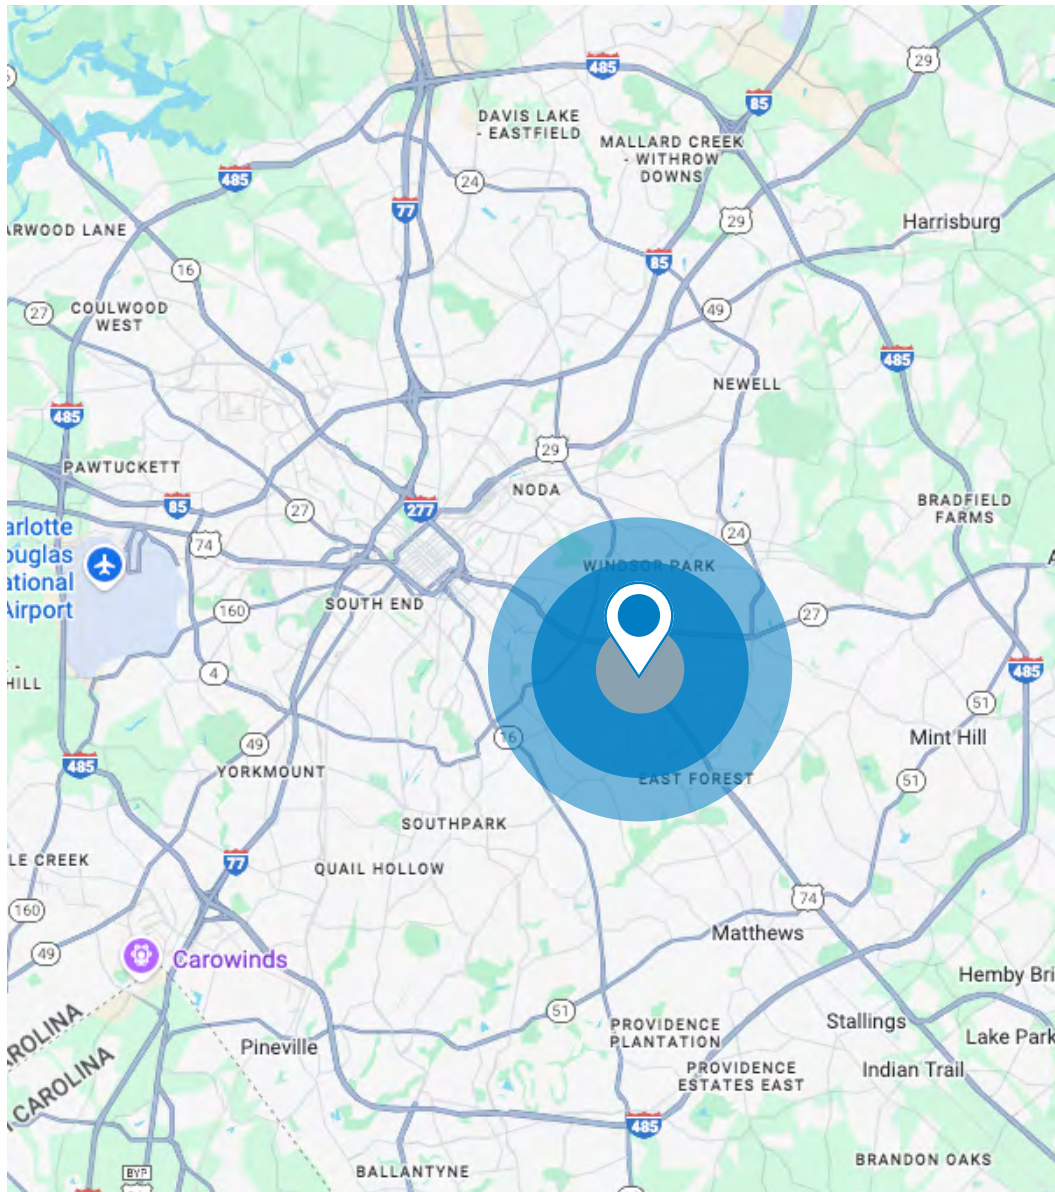 485
29
85
DAVIS LAKE
- EASTFIELD
MALLARD CREEK
- WITHROW
DOWNS
485
24
77
29
Harrisburg
ARWOOD LANE
85
16
27
COULWOOD
WEST
49
485
NEWELL
485
29
PAWTUCKETT
NODA
85
27
277
BRADFIELD
FARMS
arlotte
ouglas
ational
Airport
74
24
WINDSOR PARK
160
SOUTH END
27
-
HILL
4
485
51
16
49
Mint Hill
485
YORKMOUNT
EAST FOREST
51
SOUTHPARK
LE CREEK
77
QUAIL HOLLOW
74
160
Matthews
49
Carowinds
Hemby Bri
51
AROLINA
CAROLINA
PROVIDENCE
PLANTATION
Stallings
Lake Park
Pineville
PROVIDENCE
ESTATES EAST
Indian Trail
485
BYP
BALLANTYNE
BRANDON OAKS